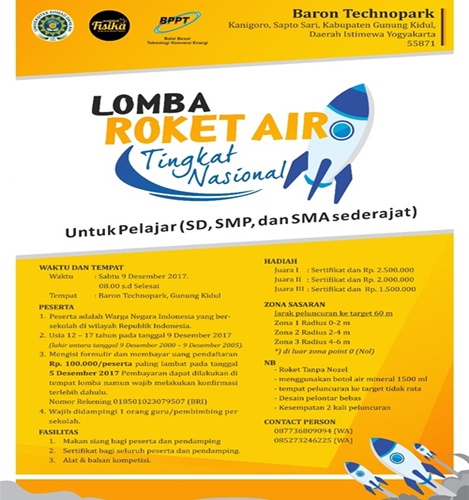 Fisika
BPPT
Balai Besar
Teknologi Konversi Energi
Baron Technopark
Kanigoro, Sapto Sari, Kabupaten Gunung Kidul,
Daerah Istimewa Yogyakarta
55871
LOMBA
ROKET AIR
Tingkat
Nasional
Untuk Pelajar (SD, SMP, dan SMA sederajat)
WAKTU DAN TEMPAT
Waktu : Sabtu 9 Desember 2017.
08.00 s.d Selesai
Tempat : Baron Technopark, Gunung Kidul
PESERTA
1. Peserta adalah Warga Negara Indonesia yang ber-
sekolah di wilayah Republik Indonesia.
2. Usia 12 – 17 tahun pada tanggal 9 Desember 2017
(lahir antara tanggal 9 Desember 2000 – 9 Desember 2005).
3. Mengisi formulir dan membayar uang pendaftaran
Rp. 100.000/peserta paling lambat pada tanggal
5 Desember 2017 Pembayaran dapat dilakukan di
tempat lomba namun wajib melakukan konfirmasi
terlebih dahulu.
Nomor Rekening 018501023079507 (BRI)
4. Wajib didampingi 1 orang guru/pembimbing per
sekolah.
FASILITAS
1. Makan siang bagi peserta dan pendamping
2. Sertifikat bagi seluruh peserta dan pendamping.
3. Alat & bahan kompetisi.
HADIAH
Juara I : Sertifikat dan Rp. 2.500.000
Juara II : Sertifikat dan Rp. 2.000.000
Juara III : Sertifikat dan Rp. 1.500.000
ZONA SASARAN
Jarak peluncuran ke target 60 m
Zona 1 Radius 0-2 m
Zona 2 Radius 2-4 m
Zona 3 Radius 4-6 m
*) di luar zona point 0 (Nol)
NB
- Roket Tanpa Nozel
- menggunakan botol air mineral 1500 ml
- tempat peluncuran ke target tidak rata
- Desain pelontar bebas
- Kesempatan 2 kali peluncuran
CONTACT PERSON
087736809094 (WA)
085273246225 (WA)